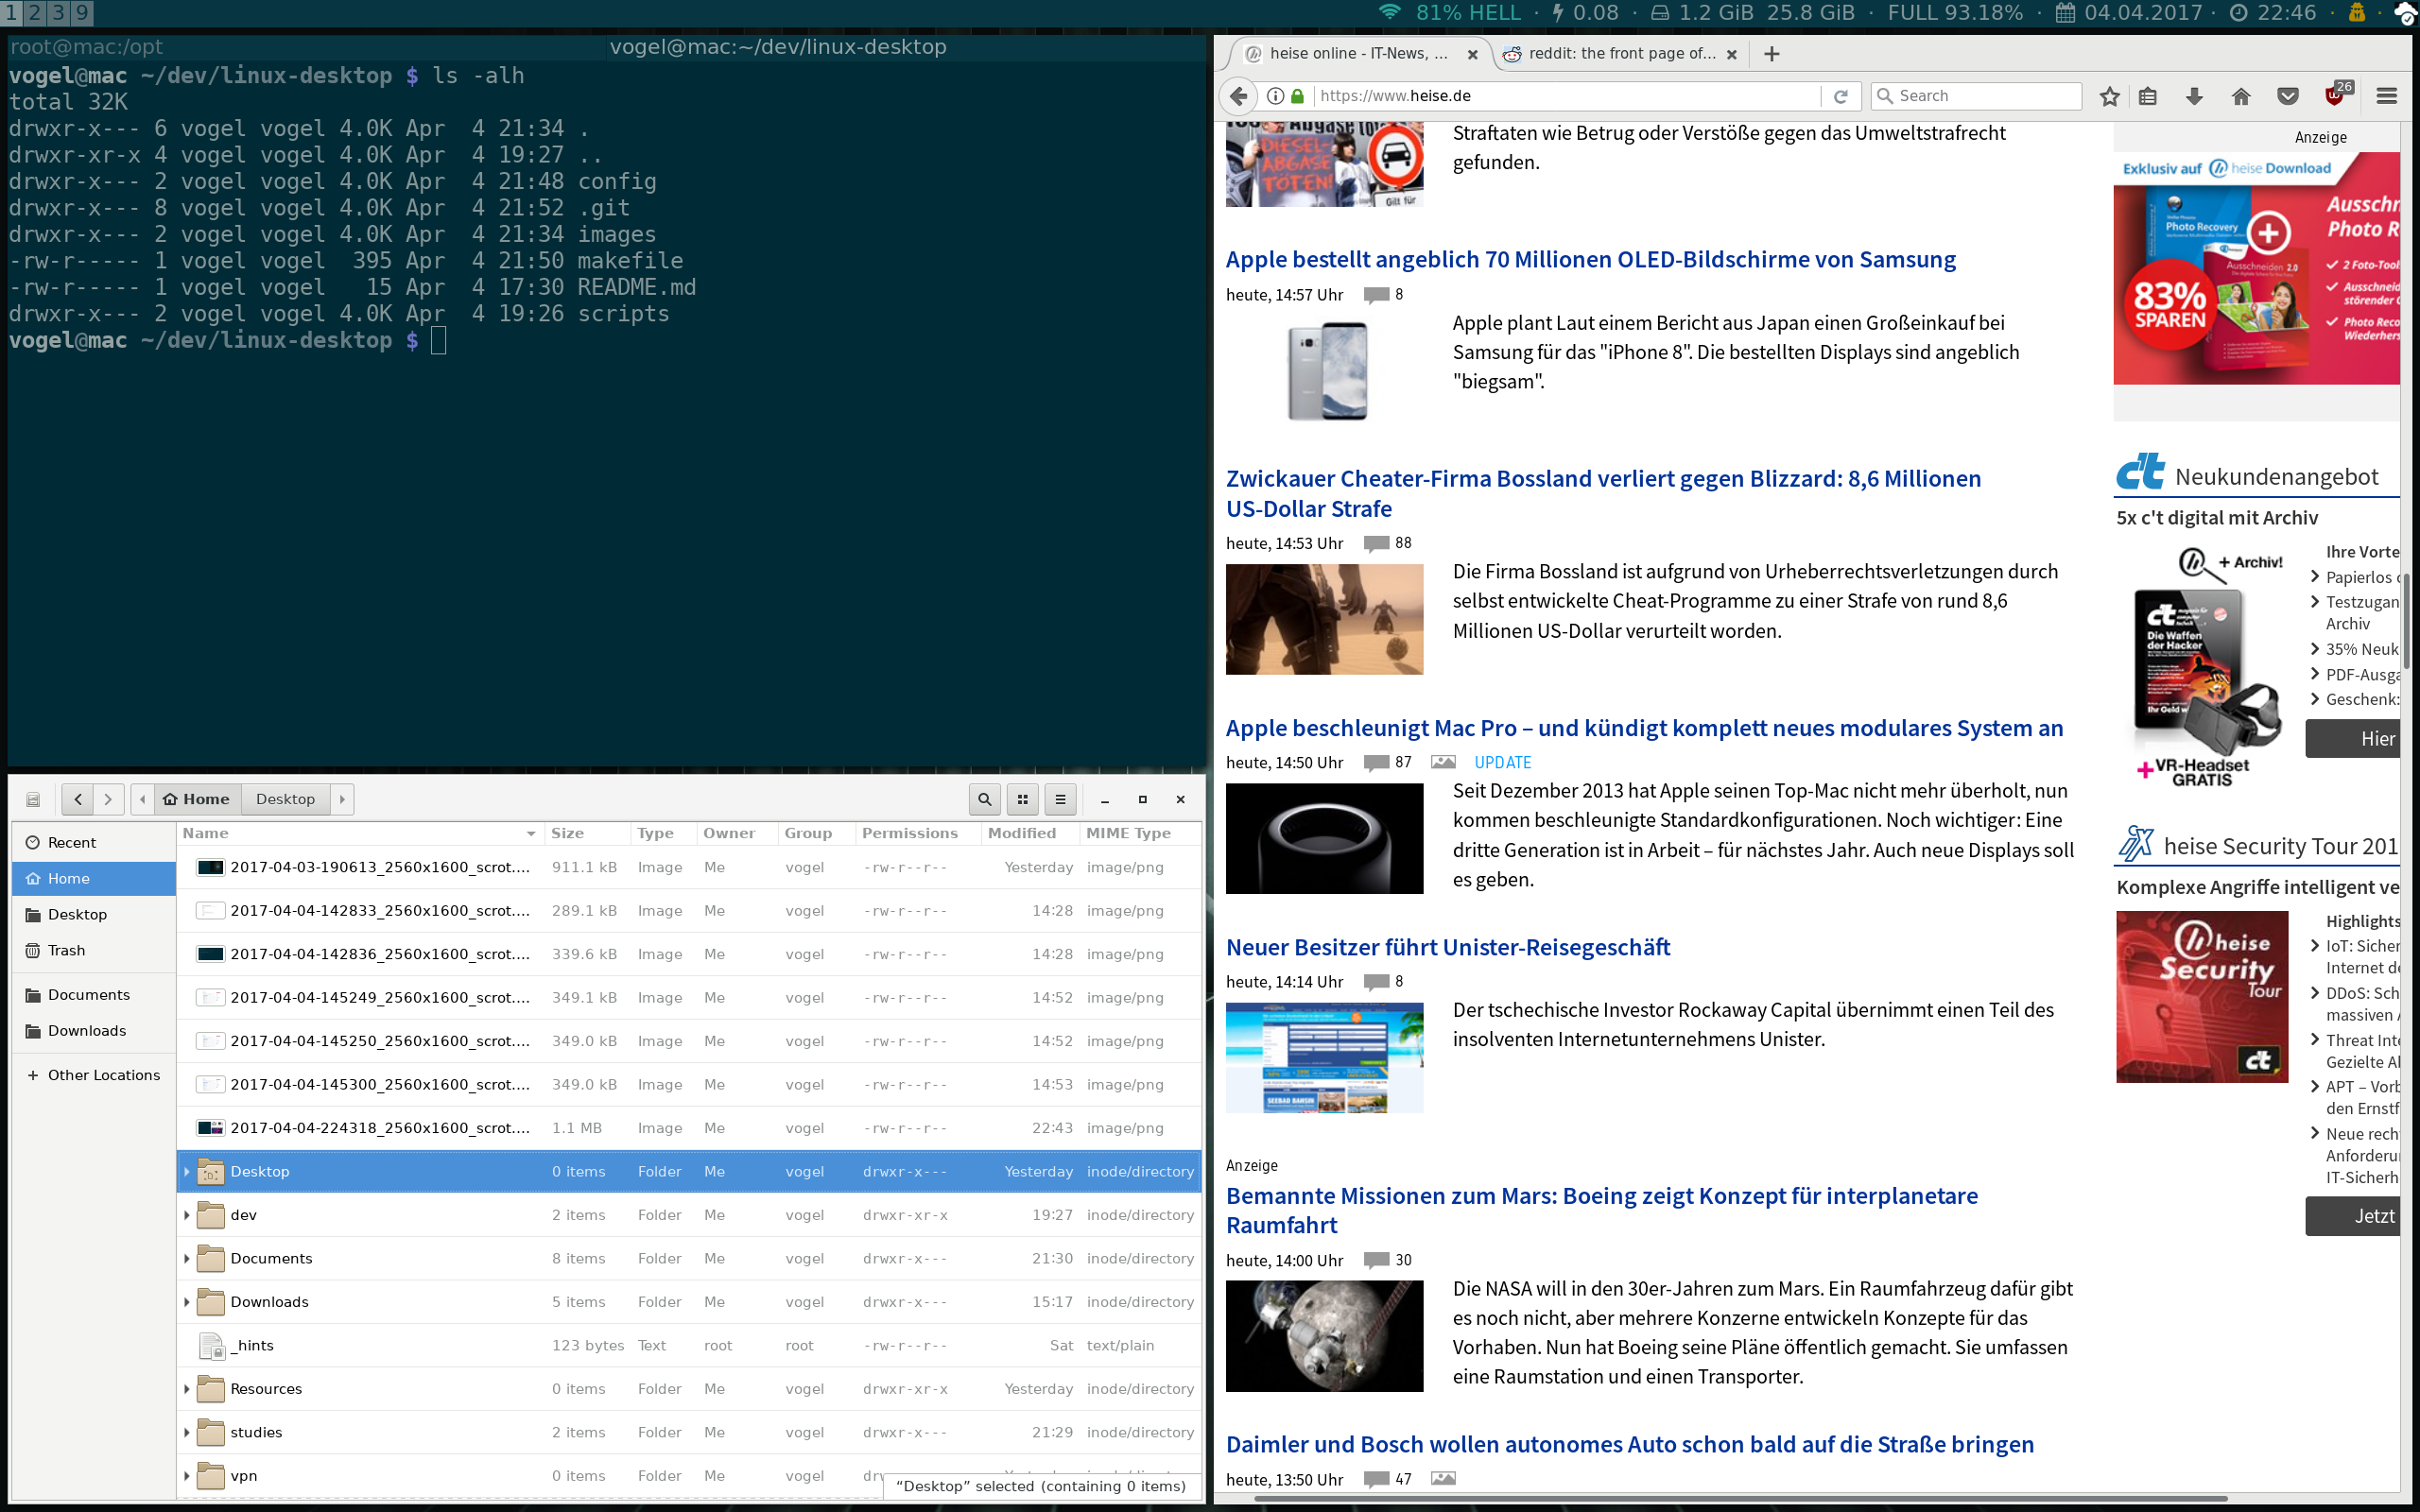 1 2 3 9
81% HELL · 0.08 · 1.2 GiB 25.8 GiB · FULL 93.18% · 04.04.2017 · 22:46 ·
root@mac:/opt
vogel@mac:~/dev/linux-desktop
vogel@mac ~/dev/linux-desktop $ ls -alh
total 32K
drwxr-x--- 6 vogel vogel 4.0K Apr  4 21:34 .
drwxr-xr-x 4 vogel vogel 4.0K Apr  4 19:27 ..
drwxr-x--- 2 vogel vogel 4.0K Apr  4 21:48 config
drwxr-x--- 8 vogel vogel 4.0K Apr  4 21:52 .git
drwxr-x--- 2 vogel vogel 4.0K Apr  4 21:34 images
-rw-r----- 1 vogel vogel  395 Apr  4 21:50 makefile
-rw-r----- 1 vogel vogel   15 Apr  4 17:30 README.md
drwxr-x--- 2 vogel vogel 4.0K Apr  4 19:26 scripts
vogel@mac ~/dev/linux-desktop $
Home Desktop
Recent
Home
Desktop
Trash
Documents
Downloads
+ Other Locations
Name Size Type Owner Group Permissions Modified MIME Type
2017-04-03-190613_2560x1600_scrot.... 911.1 kB Image Me vogel -rw-r--r-- Yesterday image/png
2017-04-04-142833_2560x1600_scrot.... 289.1 kB Image Me vogel -rw-r--r-- 14:28 image/png
2017-04-04-142836_2560x1600_scrot.... 339.6 kB Image Me vogel -rw-r--r-- 14:28 image/png
2017-04-04-145249_2560x1600_scrot.... 349.1 kB Image Me vogel -rw-r--r-- 14:52 image/png
2017-04-04-145250_2560x1600_scrot.... 349.0 kB Image Me vogel -rw-r--r-- 14:52 image/png
2017-04-04-145300_2560x1600_scrot.... 349.0 kB Image Me vogel -rw-r--r-- 14:53 image/png
2017-04-04-224318_2560x1600_scrot.... 1.1 MB Image Me vogel -rw-r--r-- 22:43 image/png
Desktop 0 items Folder Me vogel drwxr-x--- Yesterday inode/directory
dev 2 items Folder Me vogel drwxr-xr-x 19:27 inode/directory
Documents 8 items Folder Me vogel drwxr-x--- 21:30 inode/directory
Downloads 5 items Folder Me vogel drwxr-x--- 15:17 inode/directory
_hints 123 bytes Text root root -rw-r--r-- Sat text/plain
Resources 0 items Folder Me vogel drwxr-xr-x Yesterday inode/directory
studies 2 items Folder Me vogel drwxr-x--- 21:29 inode/directory
vpn 0 items Folder Me vogel
“Desktop” selected (containing 0 items)
heise online - IT-News, ...
reddit: the front page of...
https://www.heise.de
Search
26
DIESEL-
ABGASE
TÖTEN!
Gilt für
Straftaten wie Betrug oder Verstöße gegen das Umweltstrafrecht
gefunden.
Apple bestellt angeblich 70 Millionen OLED-Bildschirme von Samsung
heute, 14:57 Uhr 8
Apple plant Laut einem Bericht aus Japan einen Großeinkauf bei
Samsung für das "iPhone 8". Die bestellten Displays sind angeblich
"biegsam".
Zwickauer Cheater-Firma Bossland verliert gegen Blizzard: 8,6 Millionen
US-Dollar Strafe
heute, 14:53 Uhr 88
Die Firma Bossland ist aufgrund von Urheberrechtsverletzungen durch
selbst entwickelte Cheat-Programme zu einer Strafe von rund 8,6
Millionen US-Dollar verurteilt worden.
Apple beschleunigt Mac Pro – und kündigt komplett neues modulares System an
heute, 14:50 Uhr 87 UPDATE
Seit Dezember 2013 hat Apple seinen Top-Mac nicht mehr überholt, nun
kommen beschleunigte Standardkonfigurationen. Noch wichtiger: Eine
dritte Generation ist in Arbeit – für nächstes Jahr. Auch neue Displays soll
es geben.
Neuer Besitzer führt Unister-Reisegeschäft
heute, 14:14 Uhr 8
Der tschechische Investor Rockaway Capital übernimmt einen Teil des
insolventen Internetunternehmens Unister.
SEEBAD BANSIN
Anzeige
Bemannte Missionen zum Mars: Boeing zeigt Konzept für interplanetare
Raumfahrt
heute, 14:00 Uhr 30
Die NASA will in den 30er-Jahren zum Mars. Ein Raumfahrzeug dafür gibt
es noch nicht, aber mehrere Konzerne entwickeln Konzepte für das
Vorhaben. Nun hat Boeing seine Pläne öffentlich gemacht. Sie umfassen
eine Raumstation und einen Transporter.
Daimler und Bosch wollen autonomes Auto schon bald auf die Straße bringen
heute, 13:50 Uhr 47
Anzeige
Exklusiv auf heise Download
Photo Recovery
Ausschneiden 2.0
83%
SPAREN
Ausschn
Photo R
2 Foto-Tool
Ausschneid
störender O
Photo Reco
Wiederhers
c't Neukundenangebot
5x c't digital mit Archiv
+ Archiv!
c't
Die Waffen
der Hacker
Ihr Geld
+VR-Headset
GRATIS
Ihre Vorte
Papierlos
Testzugan
Archiv
35% Neuk
PDF-Ausga
Geschenk:
Hier
heise Security Tour 201
Komplexe Angriffe intelligent ve
heise
Security
Tour
c't
Highlights
IoT: Sicher
Internet de
DDoS: Sch
massiven
Threat Inte
Gezielte Al
APT – Vorb
den Ernstf
Neue rech
Anforderu
IT-Sicherh
Jetzt